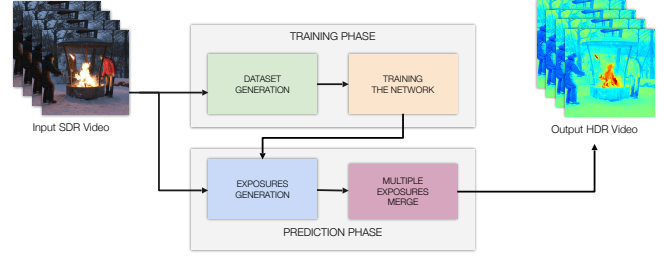 TRAINING PHASE
DATASET
GENERATION
TRAINING
THE NETWORK
Input SDR Video
Output HDR Video
EXPOSURES
GENERATION
MULTIPLE
EXPOSURES
MERGE
PREDICTION PHASE